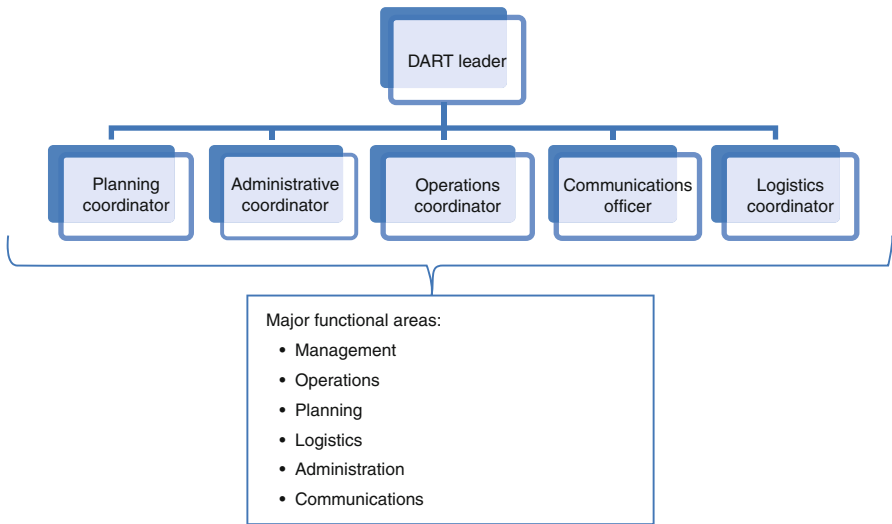 DART leader
Planning
coordinator
Administrative
coordinator
Operations
coordinator
Communications
officer
Logistics
coordinator
Major functional areas:
• Management
• Operations
• Planning
• Logistics
• Administration
• Communications